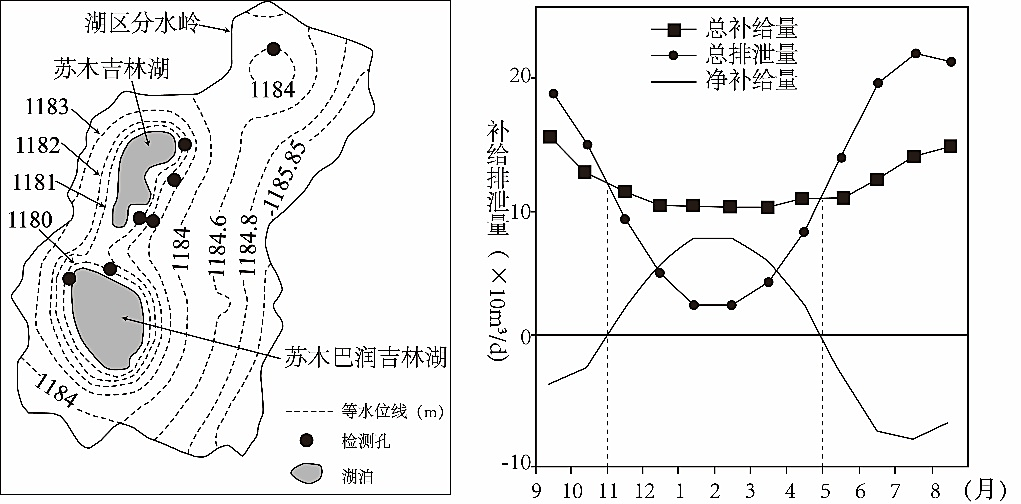 湖区分水岭
苏木吉林湖
1184
1183
1182
1181
1180
1185.85
1184
1184.6
1184.8
苏木巴润吉林湖
1184
等水位线（m）
检测孔
湖泊
总补给量
总排泄量
净补给量
补给排泄量（×10m³/d）
20
10
0
-10
9 10 11 12 1 2 3 4 5 6 7 8 (月)